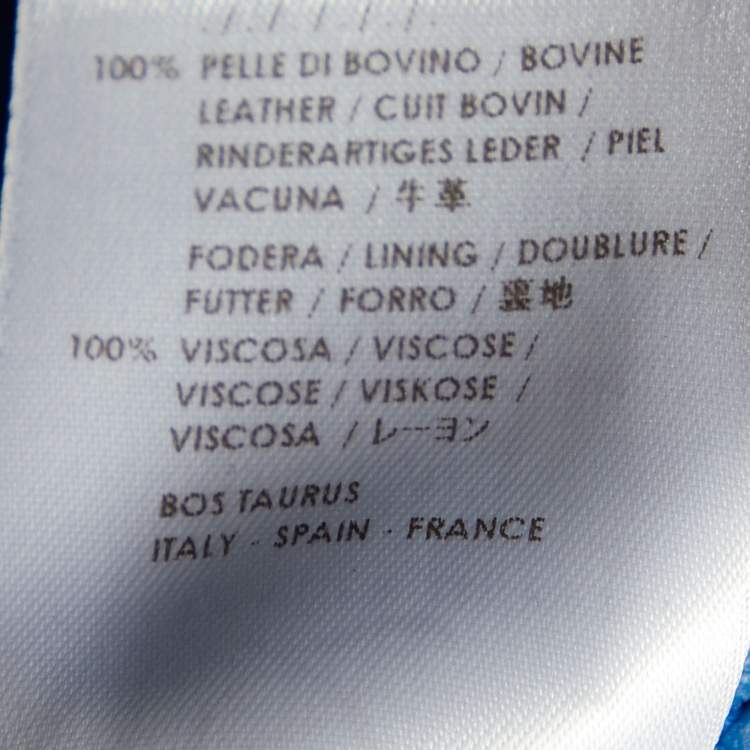 100% PELLE DI BOVINO / BOVINE
LEATHER / CUIT BOVIN /
RINDERARTIGES LEDER / PIEL
VACUNA / 牛革
FODERA / LINING / DOUBLURE /
FUTTER / FORRO / 裏地
100% VISCOSA / VISCOSE /
VISCOSE / VISKOSE /
VISCOSA / レーヨン
BOS TAURUS
ITALY - SPAIN - FRANCE